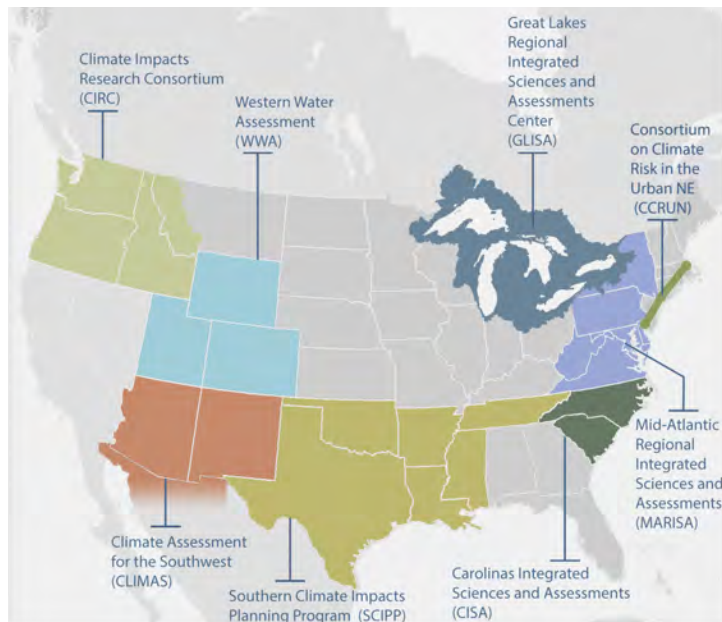 Climate Impacts
Research Consortium
(CIRC)
Western Water
Assessment
(WWA)
Great Lakes
Regional
Integrated
Sciences and
Assessments
Center
(GLISA)
Consortium
on Climate
Risk in the
Urban NE
(CCRUN)
Mid-Atlantic
Regional
Integrated
Sciences and
Assessments
(MARISA)
Climate Assessment
for the Southwest
(CLIMAS)
Southern Climate Impacts
Planning Program (SCIPP)
Carolinas Integrated
Sciences and Assessments
(CISA)